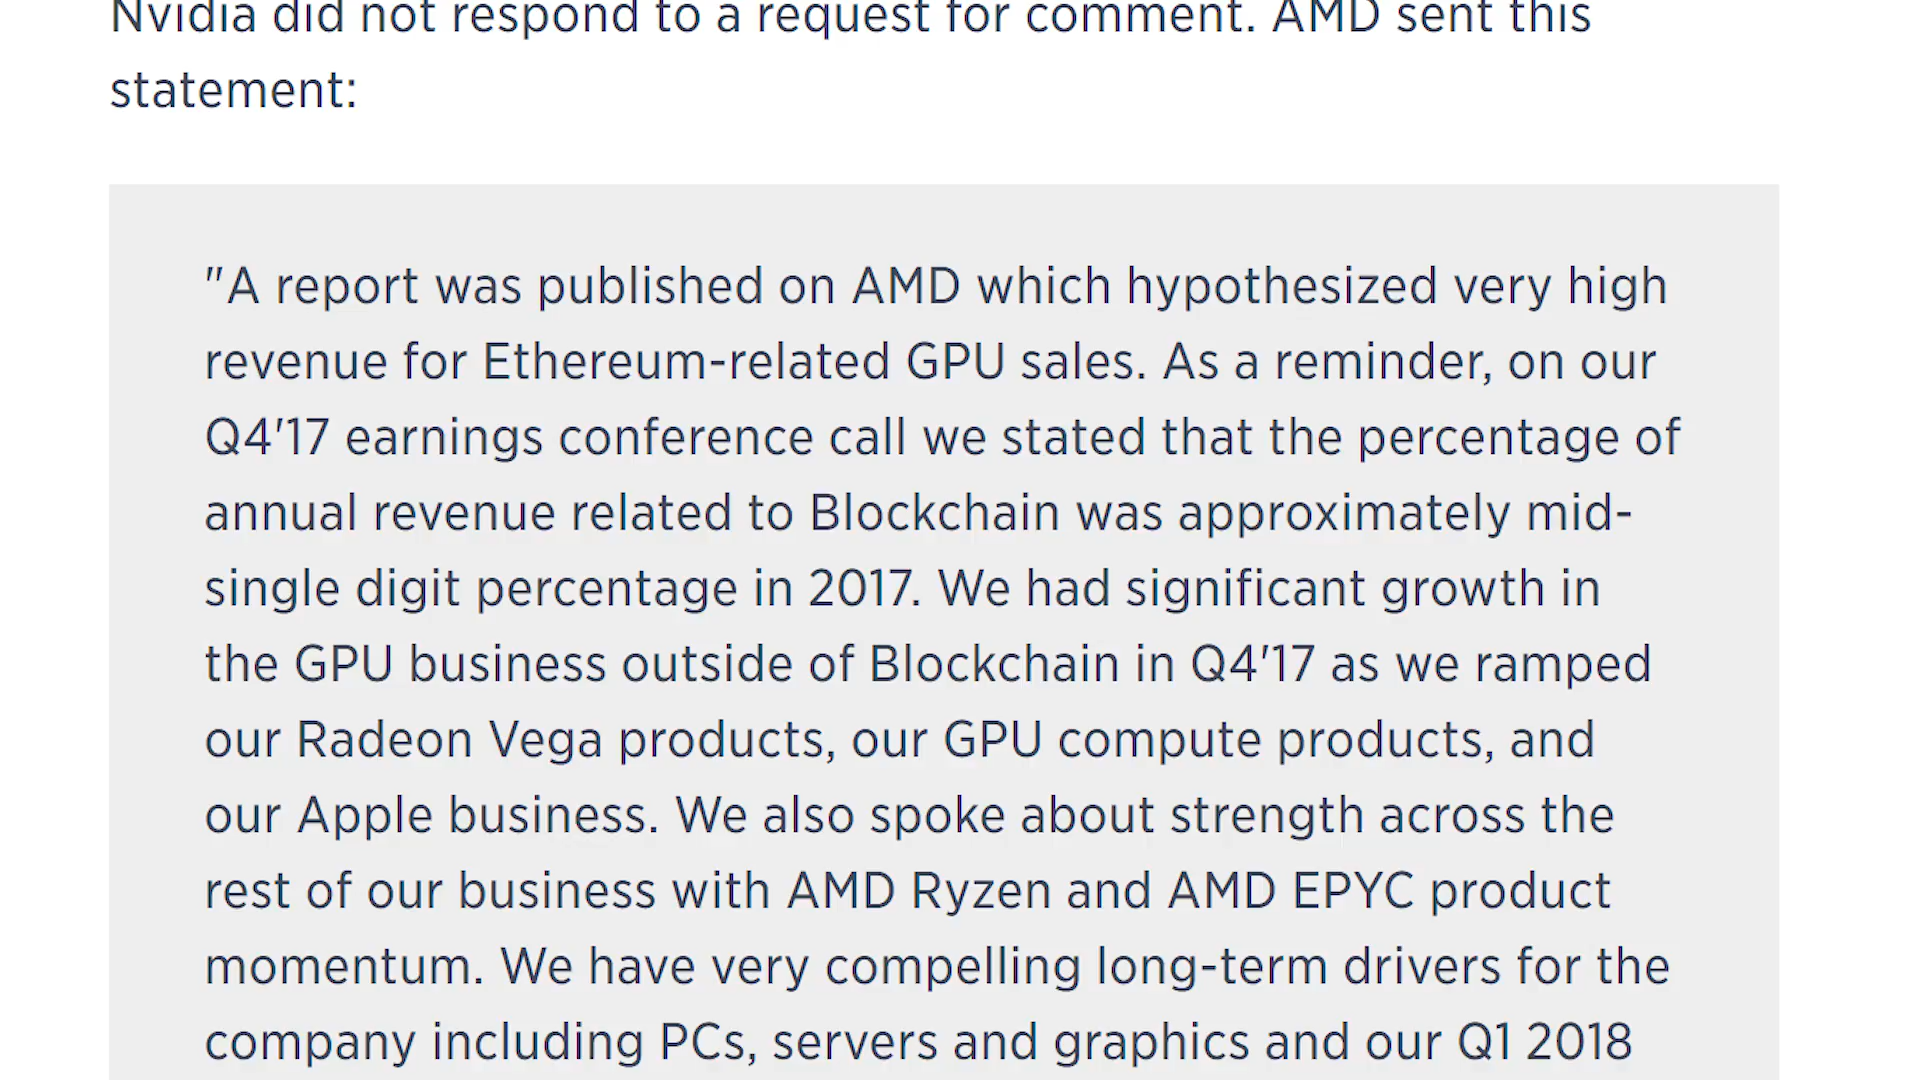 Nvidia did not respond to a request for comment. AMD sent this
statement:
"A report was published on AMD which hypothesized very high
revenue for Ethereum-related GPU sales. As a reminder, on our
Q4'17 earnings conference call we stated that the percentage of
annual revenue related to Blockchain was approximately mid-
single digit percentage in 2017. We had significant growth in
the GPU business outside of Blockchain in Q4'17 as we ramped
our Radeon Vega products, our GPU compute products, and
our Apple business. We also spoke about strength across the
rest of our business with AMD Ryzen and AMD EPYC product
momentum. We have very compelling long-term drivers for the
company including PCs, servers and graphics and our Q1 2018